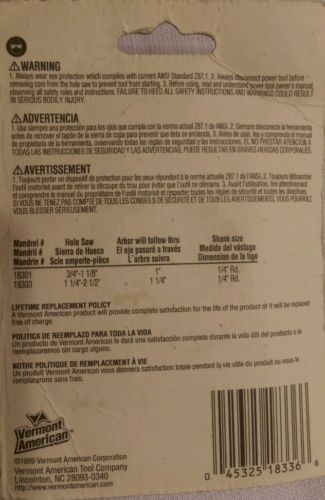 ⚠WARNING
1. Always wear eye protection which complies with current ANSI Standard Z87.1. 2. Always disconnect power tool before
removing core from the hole saw to prevent tool from starting. 3. Before using, read and understand power tool owner's manual,
observing all safety rules and instructions. FAILURE TO HEED ALL SAFETY INSTRUCTIONS AND WARNINGS COULD RESULT
IN SERIOUS BODILY INJURY.
⚠ADVERTENCIA
1. Use siempre una protección para los ojos que cumpla con la norma actual Z87.1 de ANSI. 2. Siempre desconecte la herramienta
antes de remover el tapón de la sierra de copa para prevenir que ésta se encienda. 3. Antes de usar, lea y comprenda el manual
de propietario de la herramienta, observando todas las reglas de seguridad y las instrucciones. EL NO PRESTAR ATENCION A
TODAS LAS INSTRUCCIONES DE SEGURIDAD Y LAS ADVERTENCIAS, PUEDE RESULTAR EN GRAVES HERIDAS CORPORALES.
⚠AVERTISSEMENT
1. Toujours porter un dispositif de protection pour les yeux répondant à la norme actuelle Z87.1 de l'ANSI. 2. Toujours débrancher
l'outil motorisé avant de retirer la découpe du trou pour éviter que l'outil ne démarre. 3. Avant l'utilisation, lire attentivement
et comprendre le manuel du propriétaire de l'outil motorisé et respecter toutes les règles de sécurité et les directives.
SI VOUS NE TENEZ PAS COMPTE DE TOUS LES CONSEILS DE SÉCURITÉ ET DE TOUS LES AVERTISSEMENTS, VOUS POURRIEZ
VOUS BLESSER SÉRIEUSEMENT.
Mandrel # Hole Saw Arbor will follow thru Shank size
Mandril # Sierra de Hueco El eje pasará a través Medida del vástago
Mandrin # Scie emporte-pièce L'arbre suivra Dimension de la tige
18301 3/4"-1 1/8" 1" 1/4" Rd.
18303 1 1/4"-2 1/2" 1 1/4" 1/4" Rd.
LIFETIME REPLACEMENT POLICY
A Vermont American product will provide complete satisfaction for the life of the product or it will be replaced
free of charge.
POLITICA DE REEMPLAZO PARA TODA LA VIDA
Un producto de Vermont American le dará una satisfacción completa durante la vida útil del producto o le
remplazaremos sin cargo alguno.
NOTRE POLITIQUE DE REMPLACEMENT À VIE
Un produit Vermont American vous donnera satisfaction totale pendant la vie utile du produit ou nous le
remplacerons sans frais.
Vermont
American®
©1999 Vermont American Corporation
Vermont American Tool Company
Lincolnton, NC 28093-0340
0 45325 18336 6